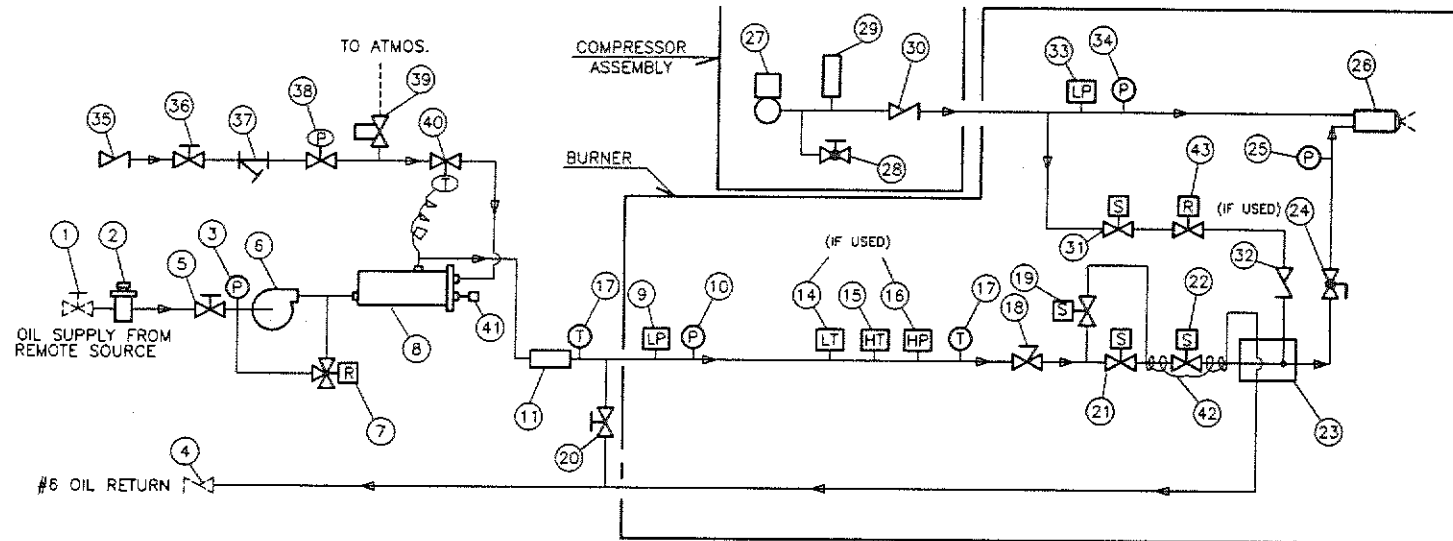 TO ATMOS.
COMPRESSOR
ASSEMBLY
27
29
30
33
34
26
LP
P
35
36
37
38
39
40
P
T
BURNER
28
25
P
43
S
R
(IF USED)
24
31
32
1
2
3
5
6
P
8
41
OIL SUPPLY FROM
REMOTE SOURCE
R
7
(IF USED)
17
9
10
14
15
16
17
18
19
22
T
LP
P
LT
HT
HP
T
S
S
S
11
20
21
42
23
4
#6 OIL RETURN